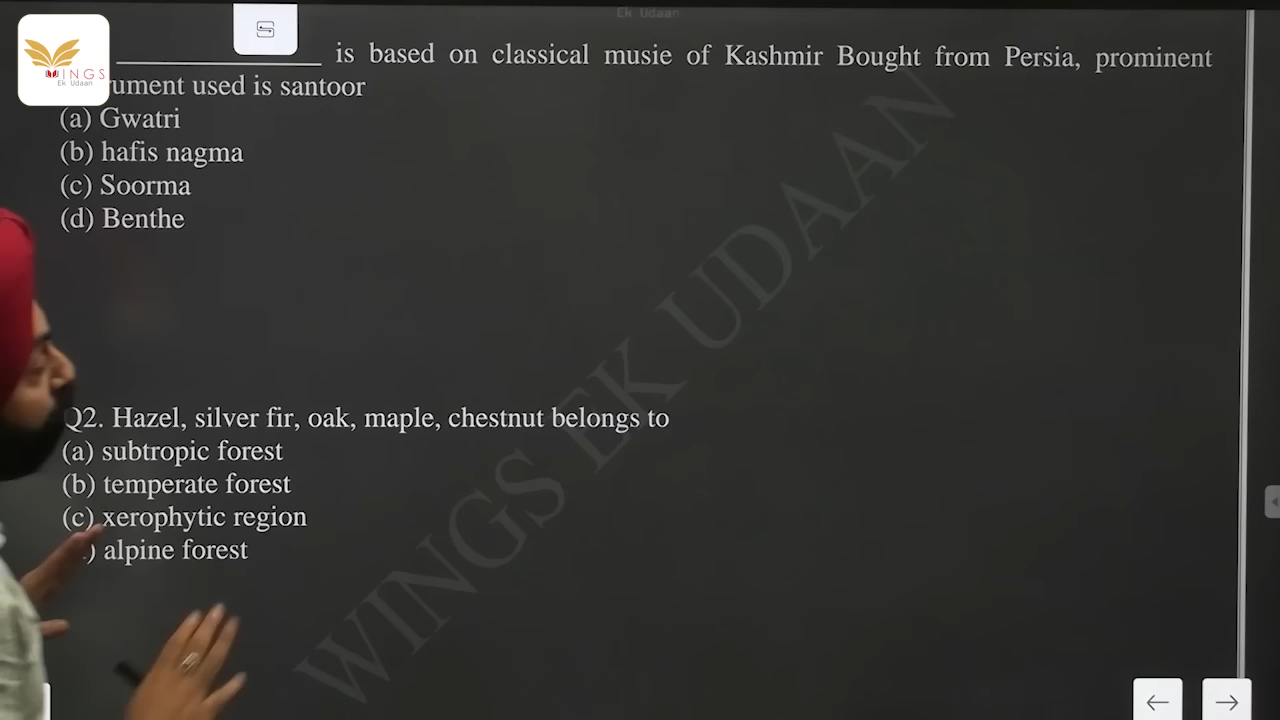 Ek Udaan
WINGS
Ek Udaan
____________ is based on classical musie of Kashmir Bought from Persia, prominent
ument used is santoor
(a) Gwatri
(b) hafis nagma
(c) Soorma
(d) Benthe
WINGS EK UDAAN
Q2. Hazel, silver fir, oak, maple, chestnut belongs to
(a) subtropic forest
(b) temperate forest
(c) xerophytic region
) alpine forest